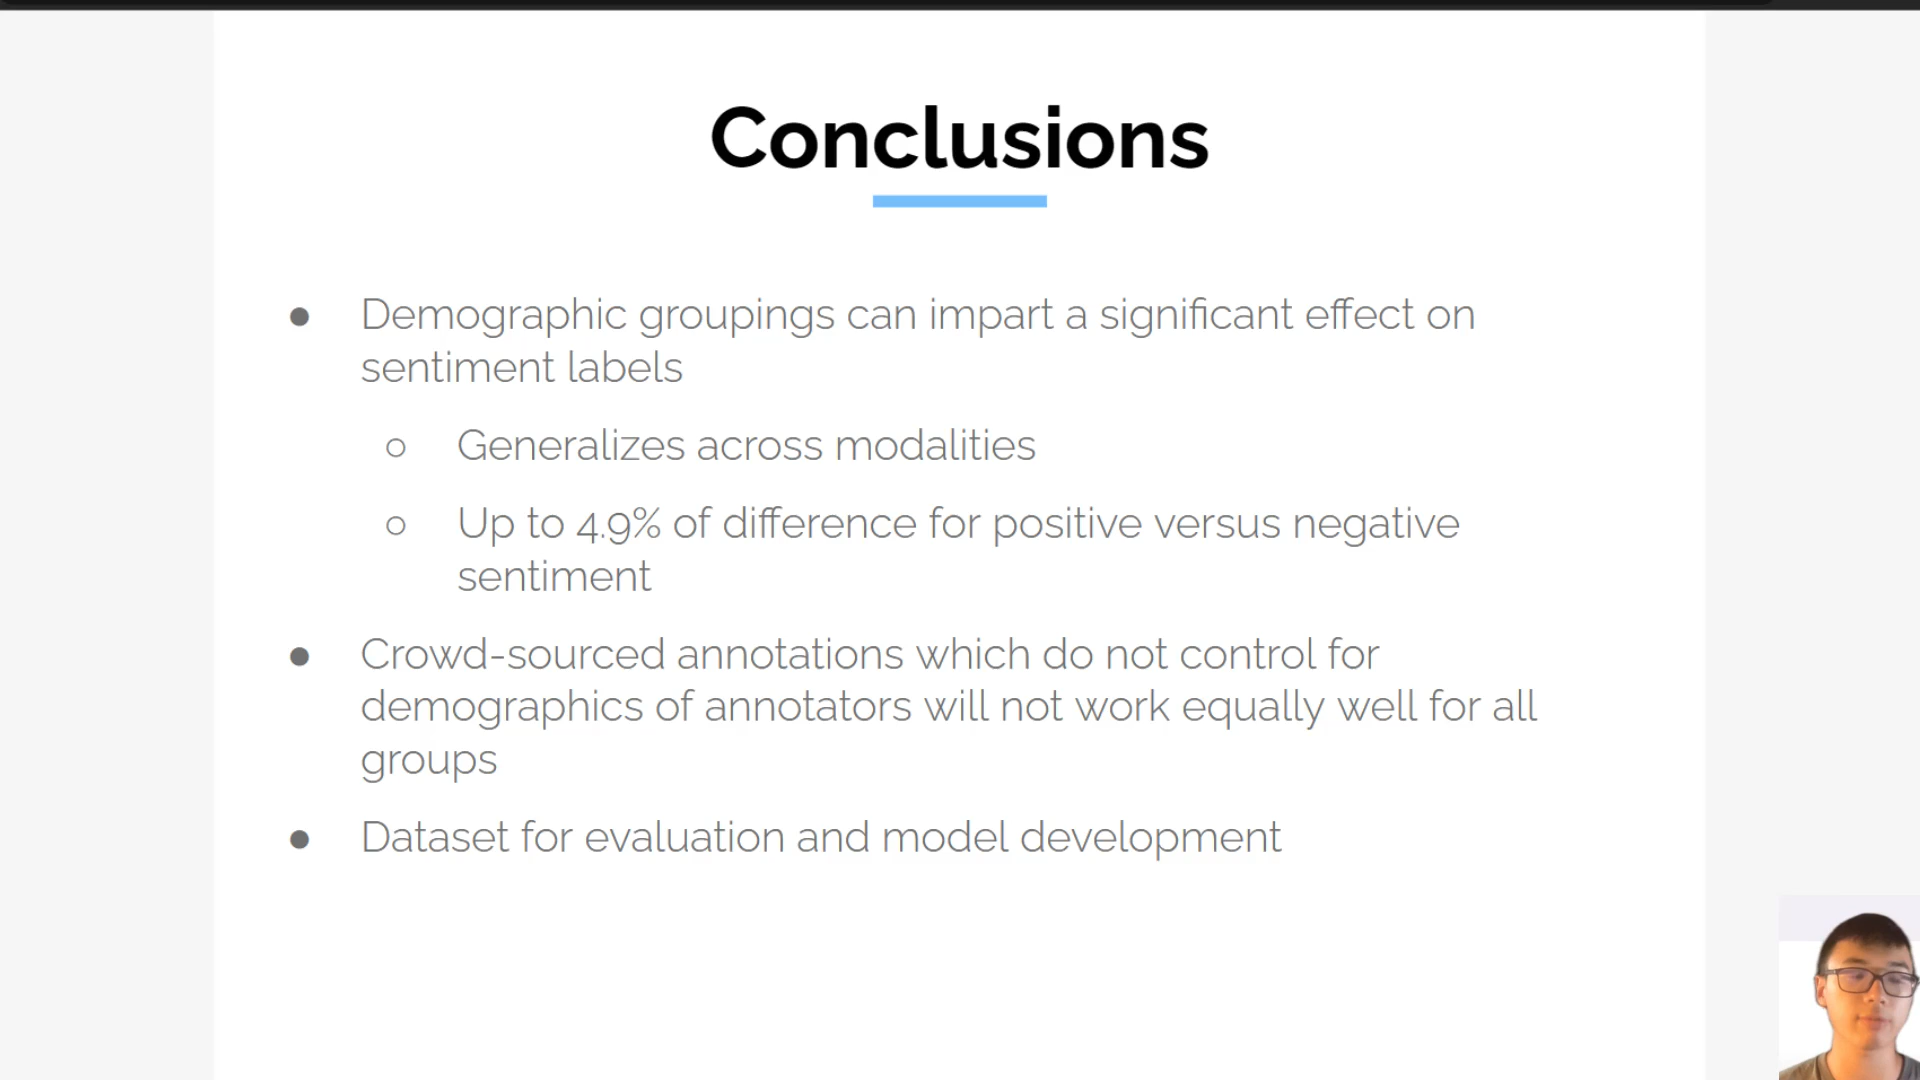 Conclusions
● Demographic groupings can impart a significant effect on
sentiment labels
○ Generalizes across modalities
○ Up to 4.9% of difference for positive versus negative
sentiment
● Crowd-sourced annotations which do not control for
demographics of annotators will not work equally well for all
groups
● Dataset for evaluation and model development